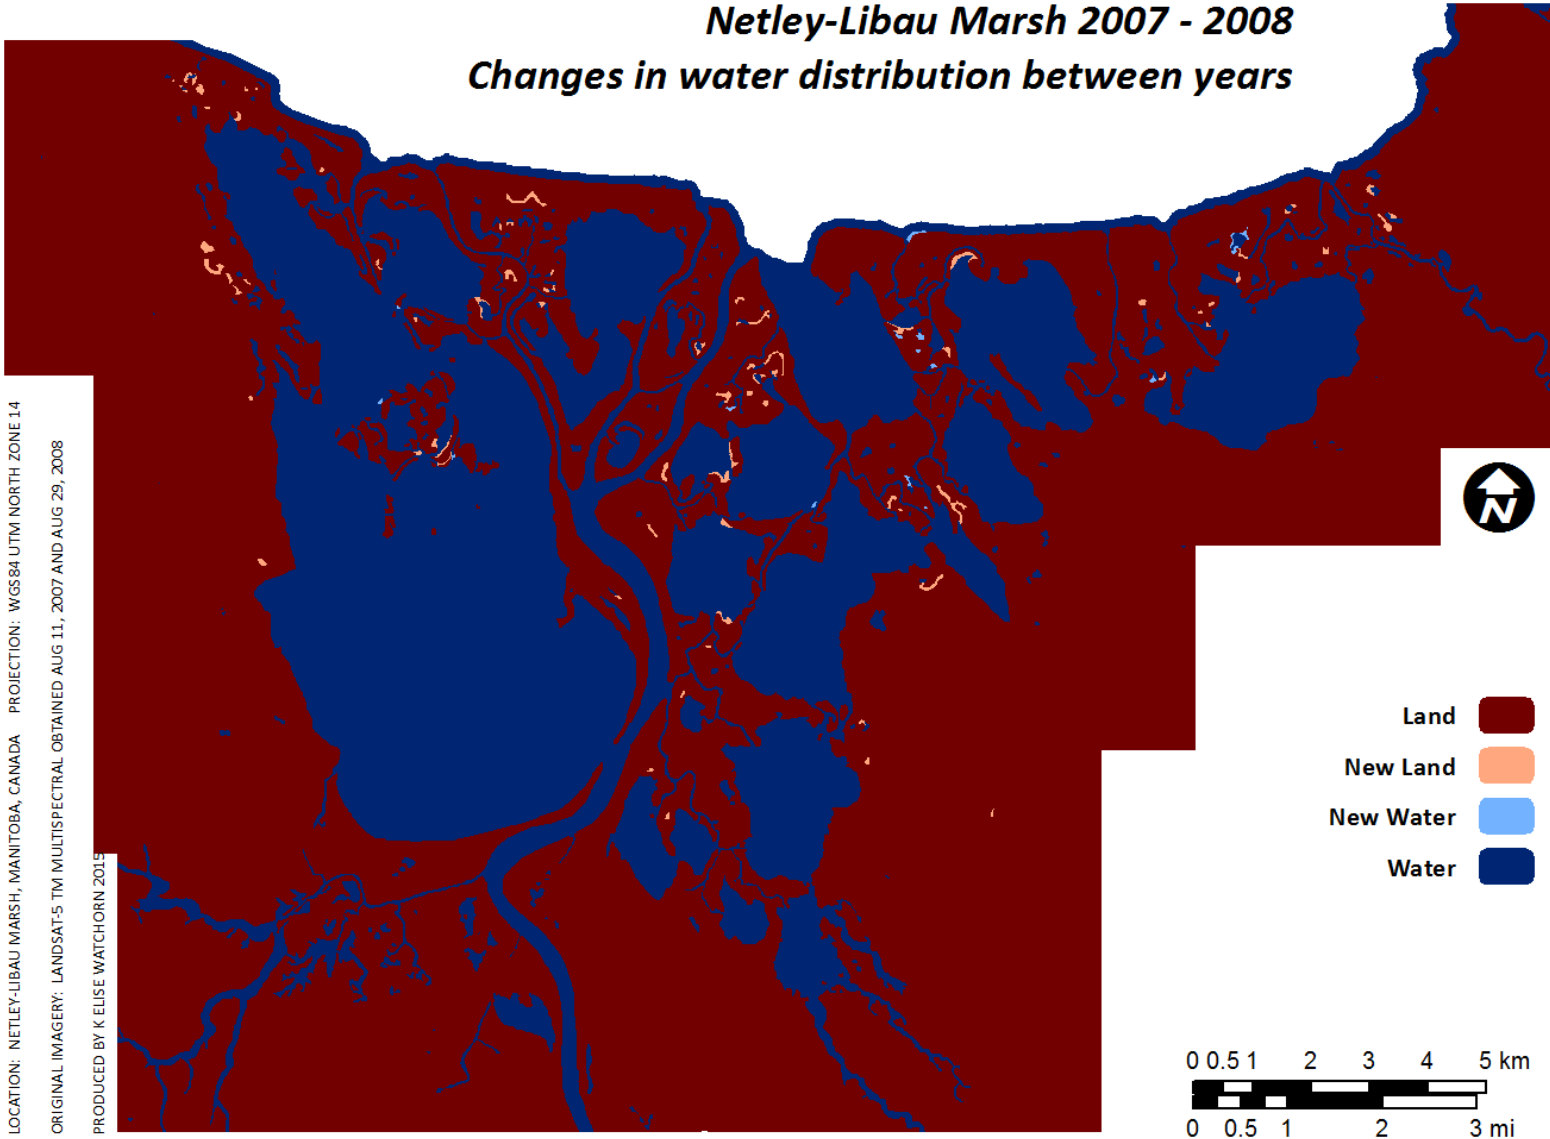 Netley-Libau Marsh 2007 - 2008
Changes in water distribution between years
LOCATION: NETLEY-LIBAU MARSH, MANITOBA, CANADA PROJECTION: WGS84 UTM NORTH ZONE 14
ORIGINAL IMAGERY: LANDSAT-5 TM MULTISPECTRAL OBTAINED AUG 11, 2007 AND AUG 29, 2008
PRODUCED BY K ELISE WATCHORN 2015
N
Land
New Land
New Water
Water
0 0.5 1 2 3 4 5 km
0 0.5 1 2 3 mi